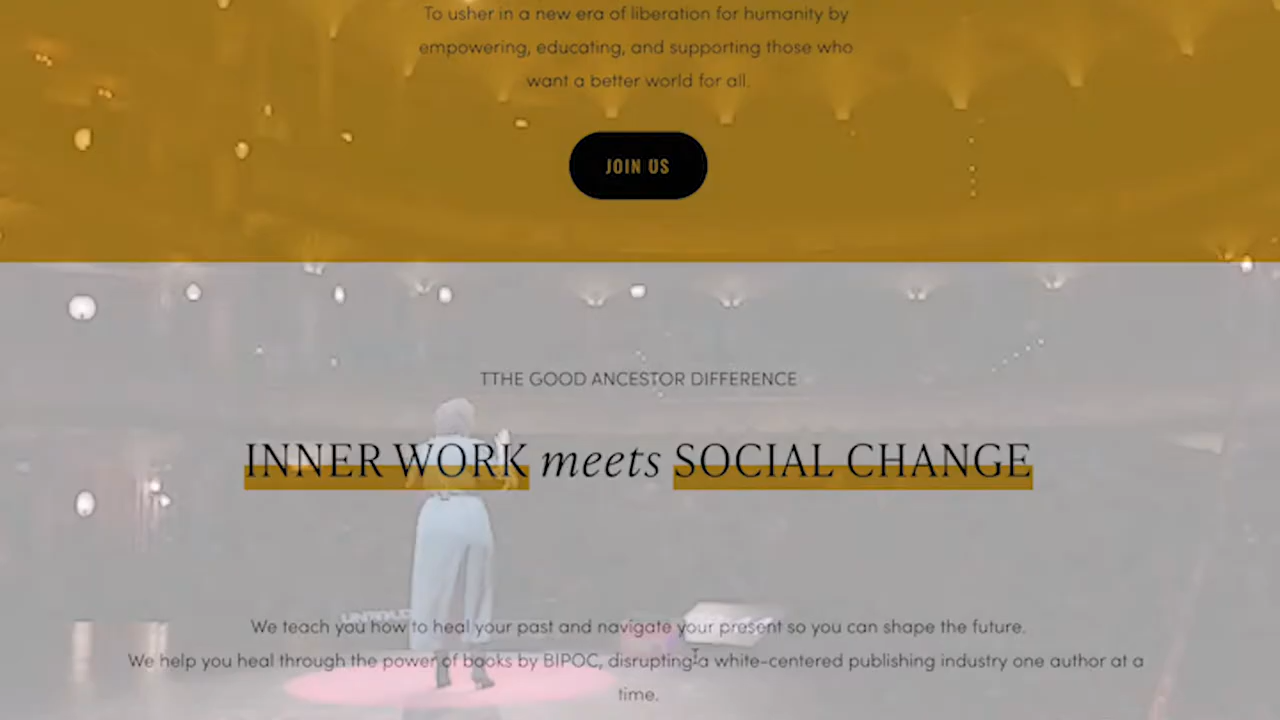 To usher in a new era of liberation for humanity by
empowering, educating, and supporting those who
want a better world for all.
JOIN US
TTHE GOOD ANCESTOR DIFFERENCE
INNER WORK meets SOCIAL CHANGE
We teach you how to heal your past and navigate your present so you can shape the future.
We help you heal through the power of books by BIPOC, disrupting a white-centered publishing industry one author at a
time.